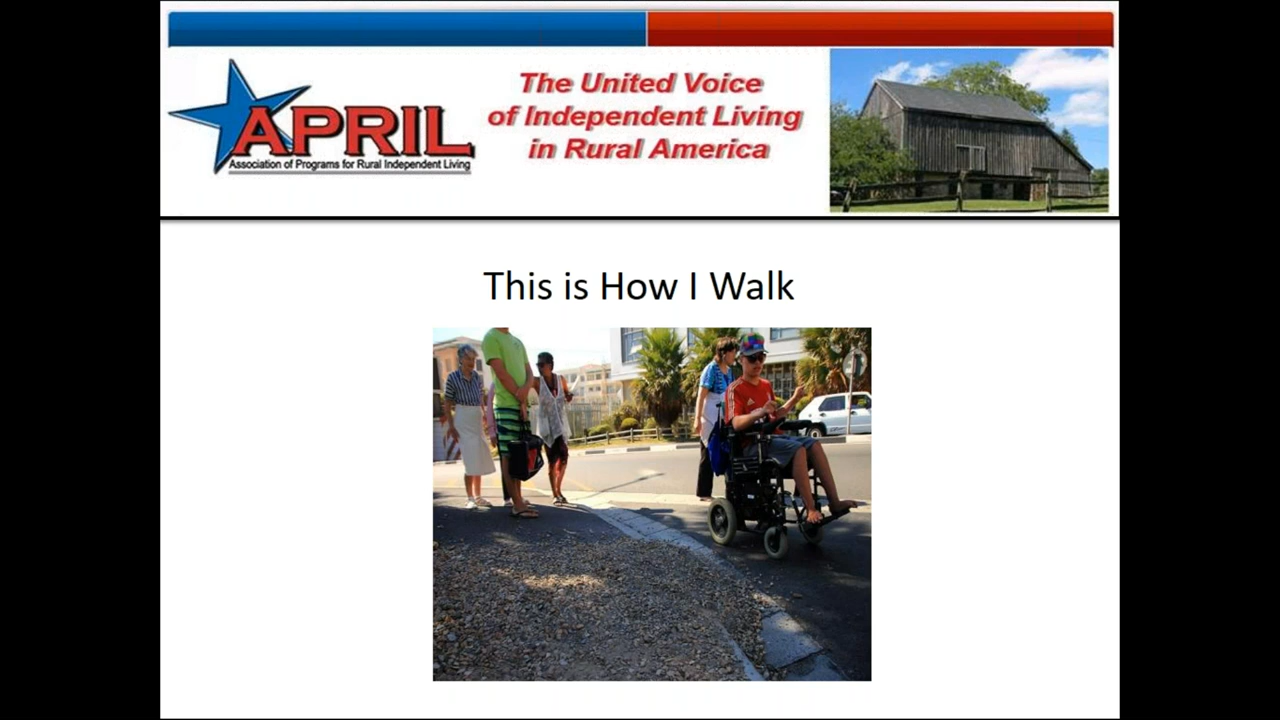 APRIL
Association of Programs for Rural Independent Living
The United Voice
of Independent Living
in Rural America
This is How I Walk